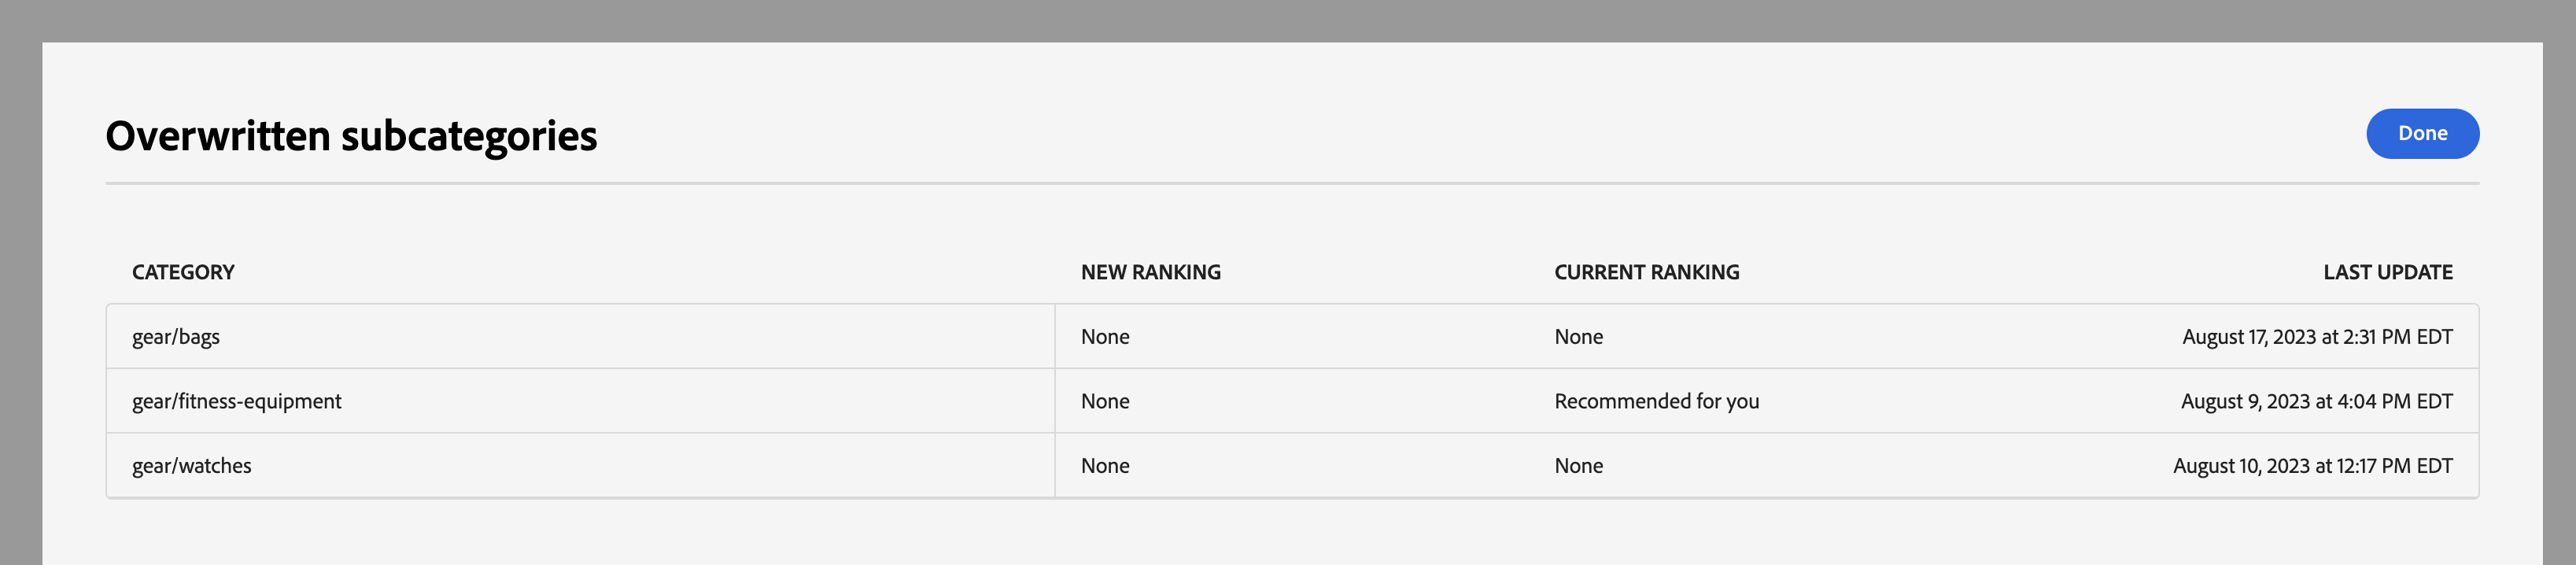 Overwritten subcategories
Done
CATEGORY NEW RANKING CURRENT RANKING LAST UPDATE
gear/bags None None August 17, 2023 at 2:31 PM EDT
gear/fitness-equipment None Recommended for you August 9, 2023 at 4:04 PM EDT
gear/watches None None August 10, 2023 at 12:17 PM EDT